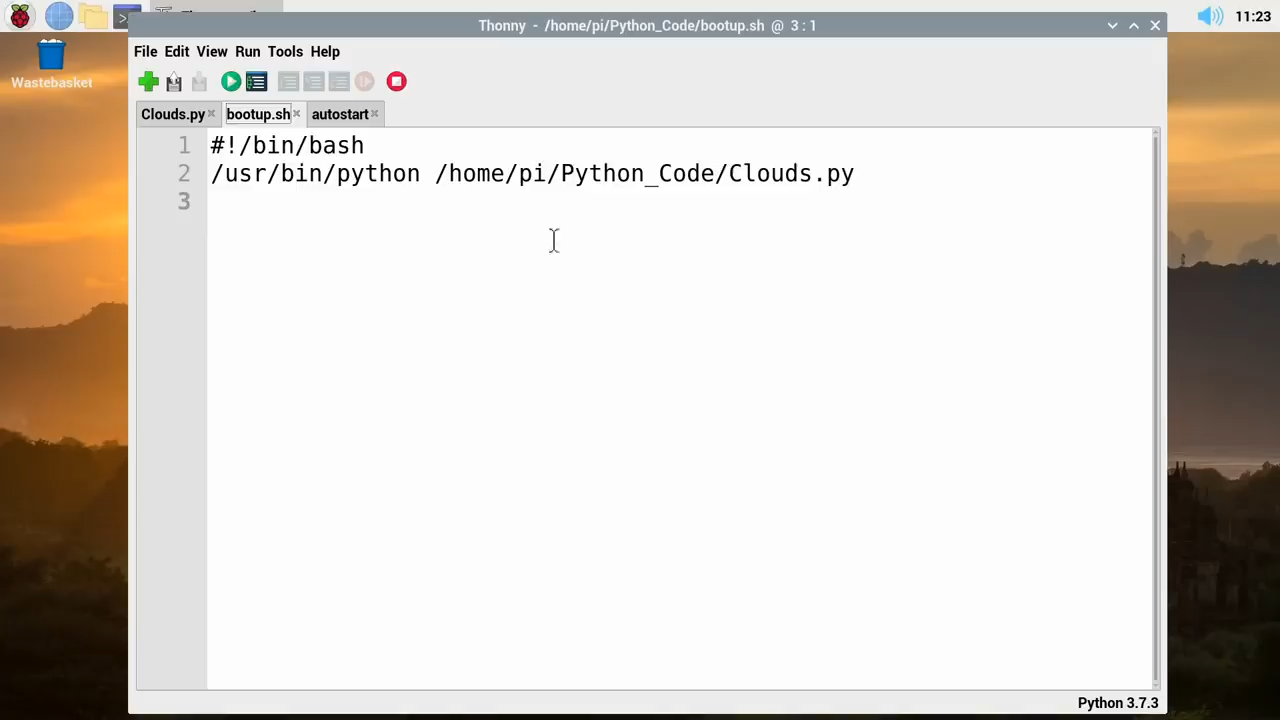 11:23
Thonny - /home/pi/Python_Code/bootup.sh @ 3 : 1
Wastebasket
File Edit View Run Tools Help
Clouds.py bootup.sh autostart
1 #!/bin/bash
2 /usr/bin/python /home/pi/Python_Code/Clouds.py
3
Python 3.7.3